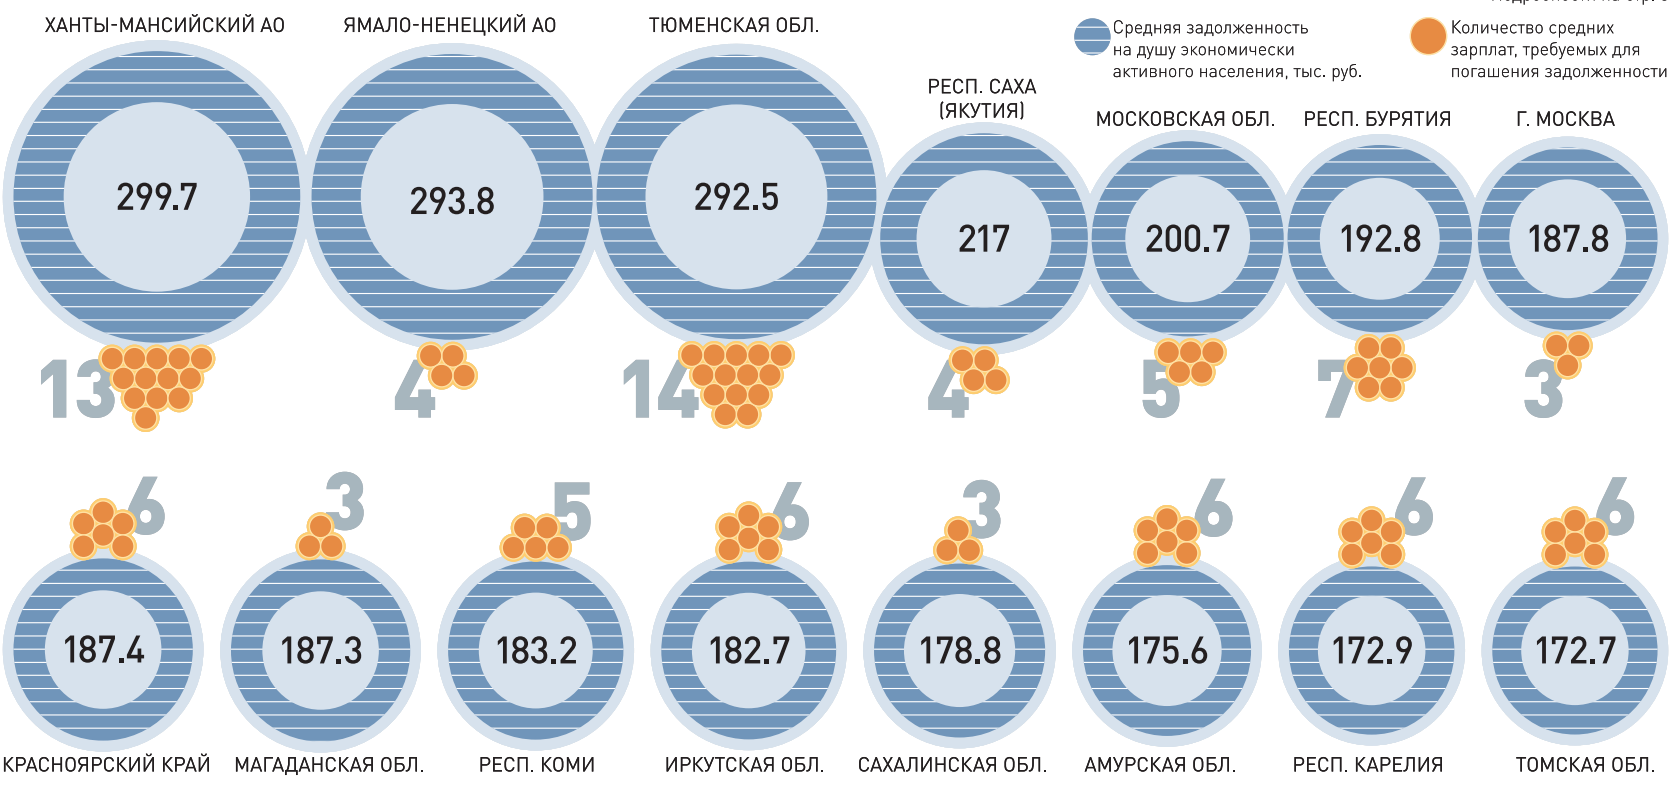 ХАНТЫ-МАНСИЙСКИЙ АО
ЯМАЛО-НЕНЕЦКИЙ АО
ТЮМЕНСКАЯ ОБЛ.
Средняя задолженность
на душу экономически
активного населения, тыс. руб.
Количество средних
зарплат, требуемых для
погашения задолженности
РЕСП. САХА
(ЯКУТИЯ)
МОСКОВСКАЯ ОБЛ.
РЕСП. БУРЯТИЯ
Г. МОСКВА
299.7
293.8
292.5
217
200.7
192.8
187.8
13
4
14
4
5
7
3
6
3
5
6
3
6
6
6
187.4
187.3
183.2
182.7
178.8
175.6
172.9
172.7
КРАСНОЯРСКИЙ КРАЙ
МАГАДАНСКАЯ ОБЛ.
РЕСП. КОМИ
ИРКУТСКАЯ ОБЛ.
САХАЛИНСКАЯ ОБЛ.
АМУРСКАЯ ОБЛ.
РЕСП. КАРЕЛИЯ
ТОМСКАЯ ОБЛ.